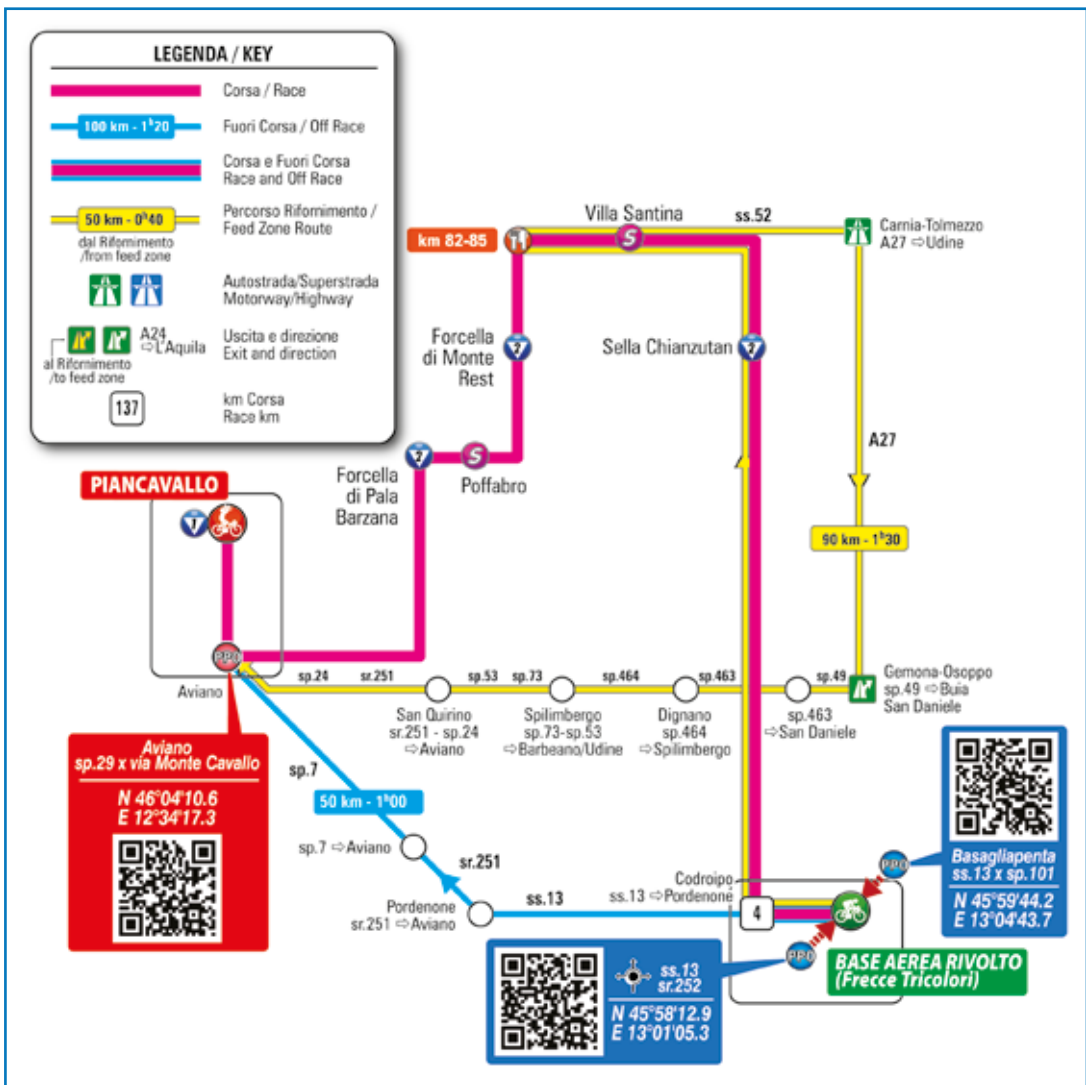 LEGENDA / KEY
Corsa / Race
100 km - 1ʰ20
Fuori Corsa / Off Race
Corsa e Fuori Corsa
Race and Off Race
50 km - 0ʰ40
dal Rifornimento
/from feed zone
Percorso Rifornimento /
Feed Zone Route
Autostrada/Superstrada
Motorway/Highway
A24
⇨L'Aquila
al Rifornimento
/to feed zone
Uscita e direzione
Exit and direction
137
km Corsa
Race km
km 82-85
Villa Santina
S
ss.52
Carnia-Tolmezzo
A27 ⇨Udine
Forcella
di Monte
Rest
2
Sella Chianzutan
2
A27
2
S
Forcella
di Pala
Barzana
Poffabro
PIANCAVALLO
1
90 km - 1ʰ30
PPO
Aviano
sp.24
sr.251
sp.53
sp.73
sp.464
sp.463
sp.49
Gemona-Osoppo
sp.49 ⇨Buia
San Daniele
San Quirino
sr.251 - sp.24
⇨Aviano
Spilimbergo
sp.73-sp.53
⇨Barbeano/Udine
Dignano
sp.464
⇨Spilimbergo
sp.463
⇨San Daniele
Aviano
sp.29 x via Monte Cavallo
N 46°04'10.6
E 12°34'17.3
sp.7
50 km - 1ʰ00
sp.7 ⇨Aviano
sr.251
Pordenone
sr.251 ⇨Aviano
ss.13
Codroipo
ss.13 ⇨Pordenone
4
PPO
Basagliapenta
ss.13 x sp.101
N 45°59'44.2
E 13°04'43.7
PPO
BASE AEREA RIVOLTO
(Frecce Tricolori)
ss.13
sr.252
N 45°58'12.9
E 13°01'05.3